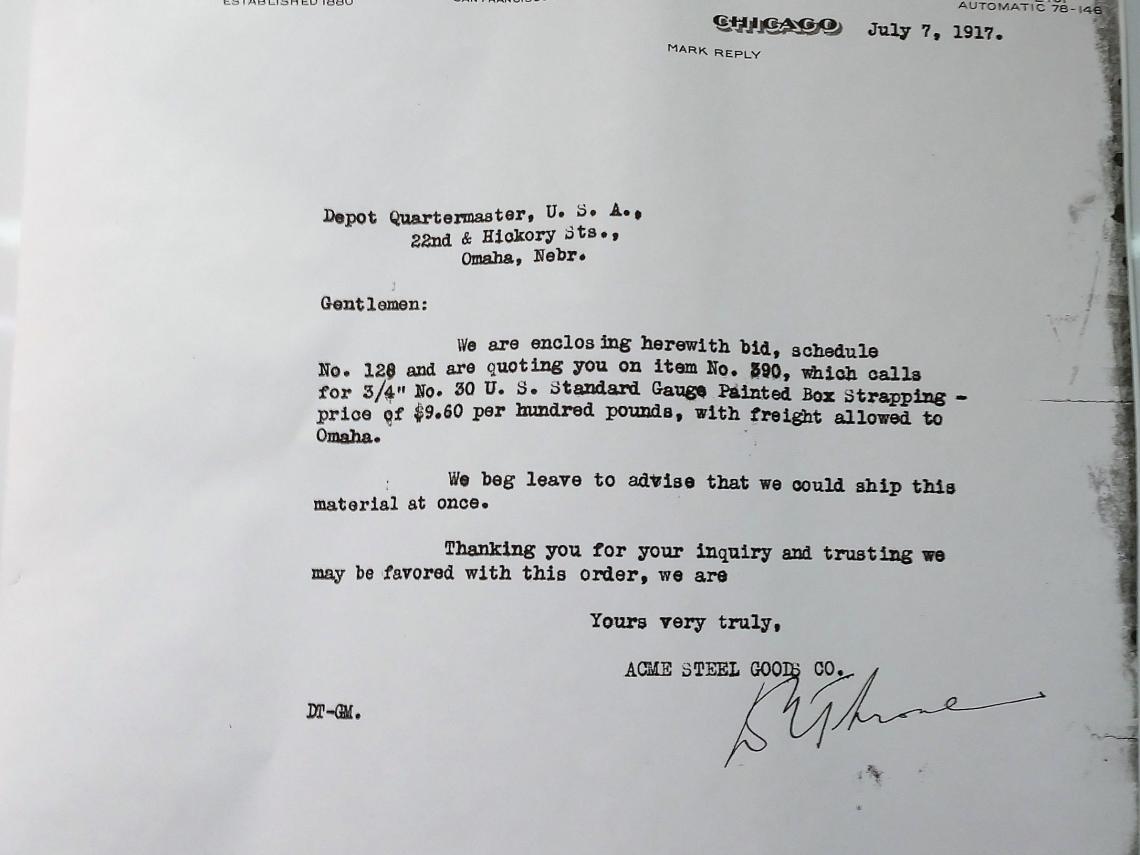 ESTABLISHED 1880
SAN FRANCISCO
AUTOMATIC 78-146
CHICAGO July 7, 1917.
MARK REPLY
Depot Quartermaster, U. S. A.,
22nd & Hickory Sts.,
Omaha, Nebr.
Gentlemen:
We are enclosing herewith bid, schedule
No. 128 and are quoting you on item No. 390, which calls
for 3/4" No. 30 U. S. Standard Gauge Painted Box Strapping -
price of $9.60 per hundred pounds, with freight allowed to
Omaha.
We beg leave to advise that we could ship this
material at once.
Thanking you for your inquiry and trusting we
may be favored with this order, we are
Yours very truly,
ACME STEEL GOODS CO.
DT-GM.